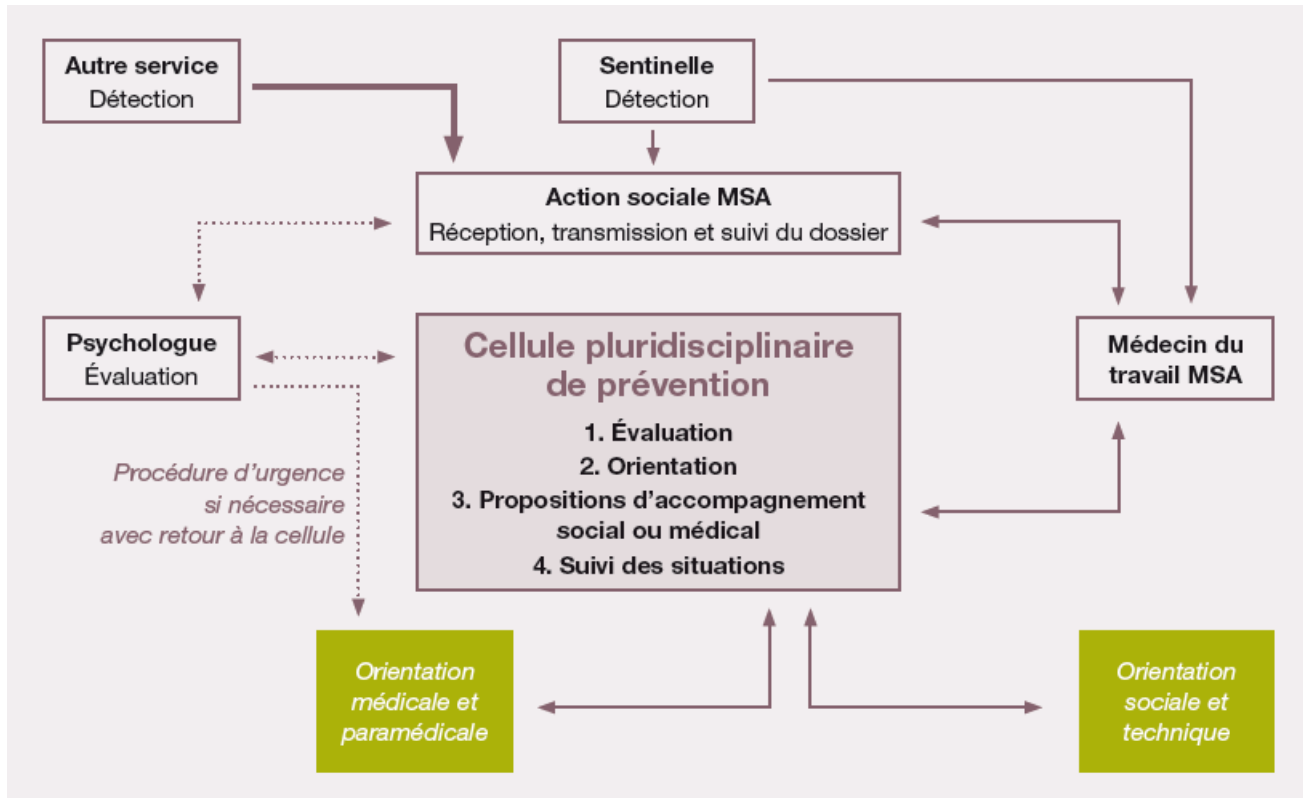 Autre service
Détection
Sentinelle
Détection
Action sociale MSA
Réception, transmission et suivi du dossier
Psychologue
Évaluation
Cellule pluridisciplinaire
de prévention
1. Évaluation
2. Orientation
3. Propositions d’accompagnement
social ou médical
4. Suivi des situations
Médecin du
travail MSA
Procédure d’urgence
si nécessaire
avec retour à la cellule
Orientation
médicale et
paramédicale
Orientation
sociale et
technique